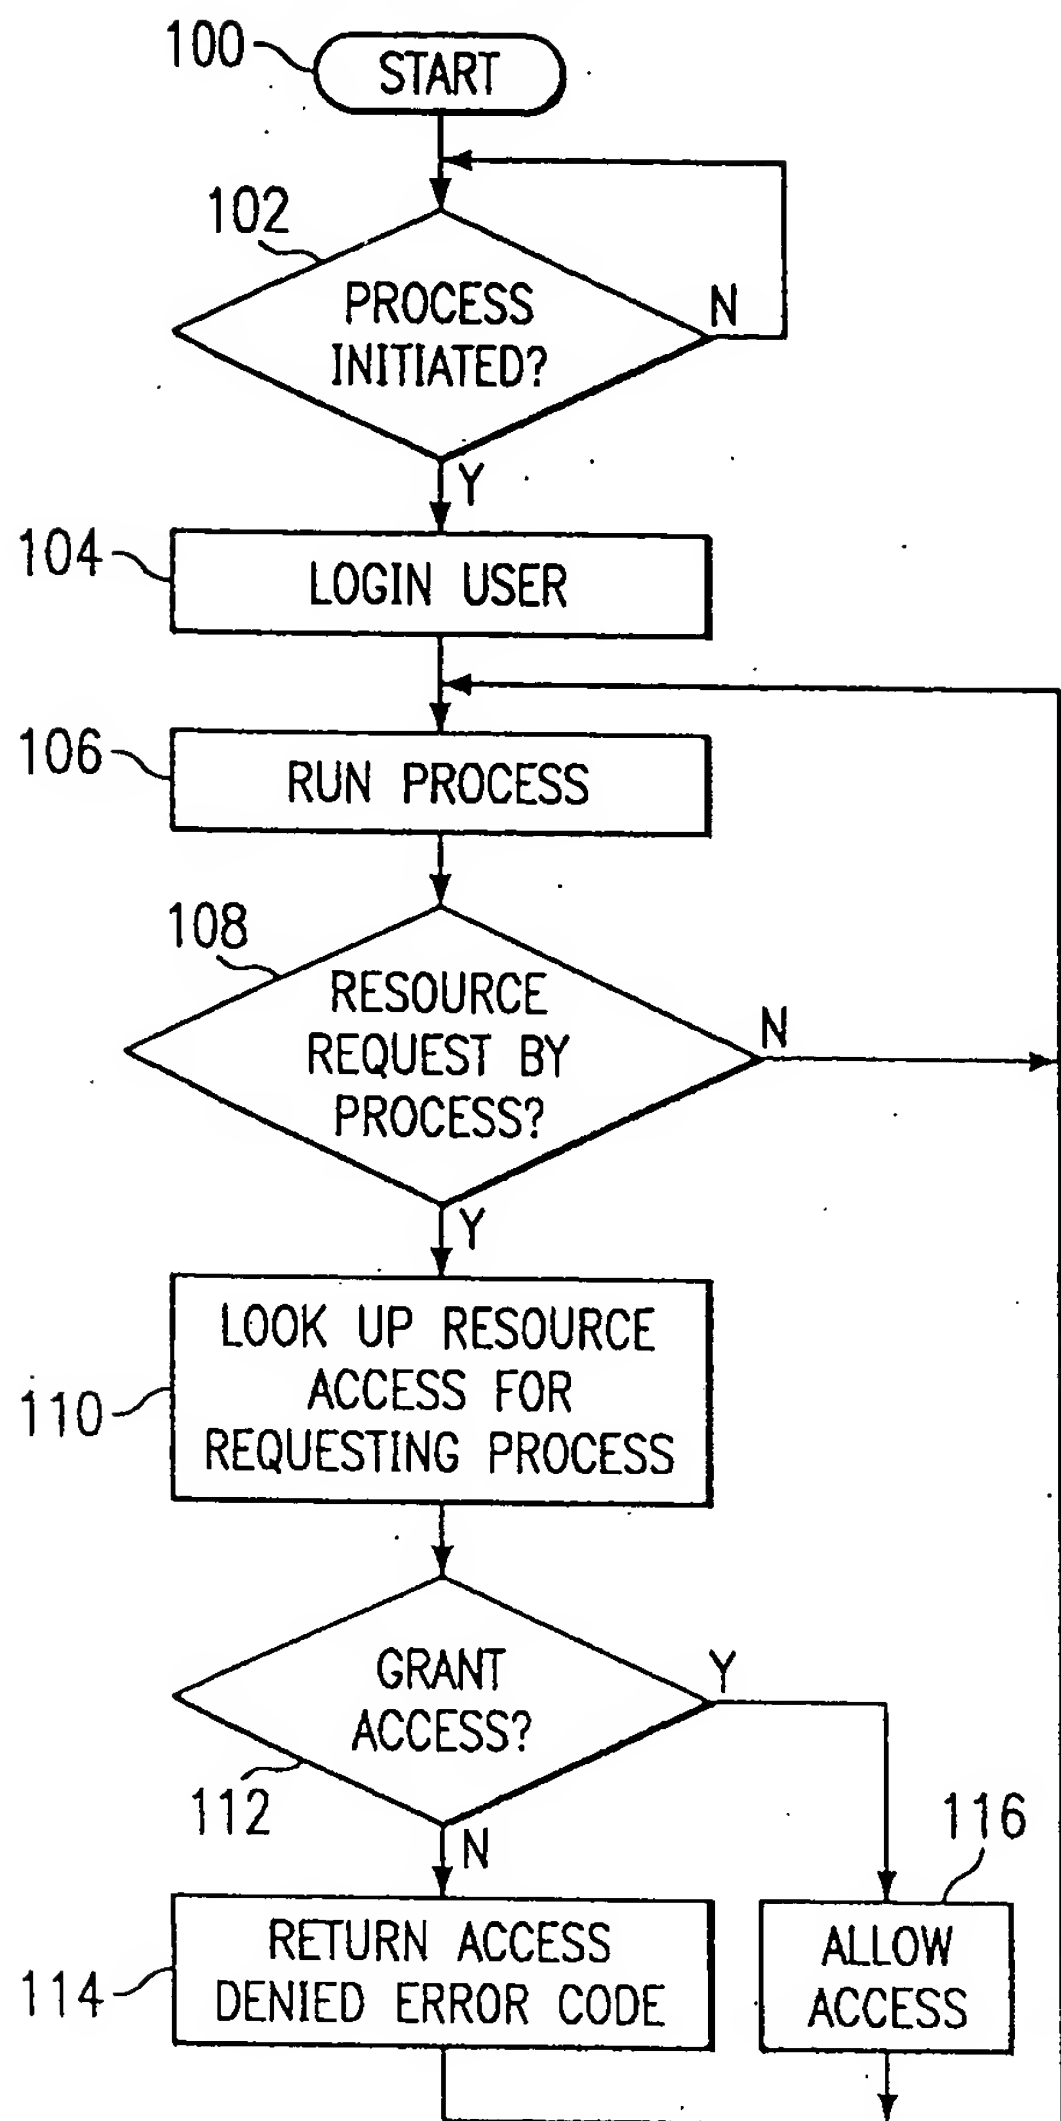 100
START
102
PROCESS
INITIATED?
N
Y
104
LOGIN USER
106
RUN PROCESS
108
RESOURCE
REQUEST BY
PROCESS?
N
Y
110
LOOK UP RESOURCE
ACCESS FOR
REQUESTING PROCESS
GRANT
ACCESS?
Y
112
N
116
114
RETURN ACCESS
DENIED ERROR CODE
ALLOW
ACCESS